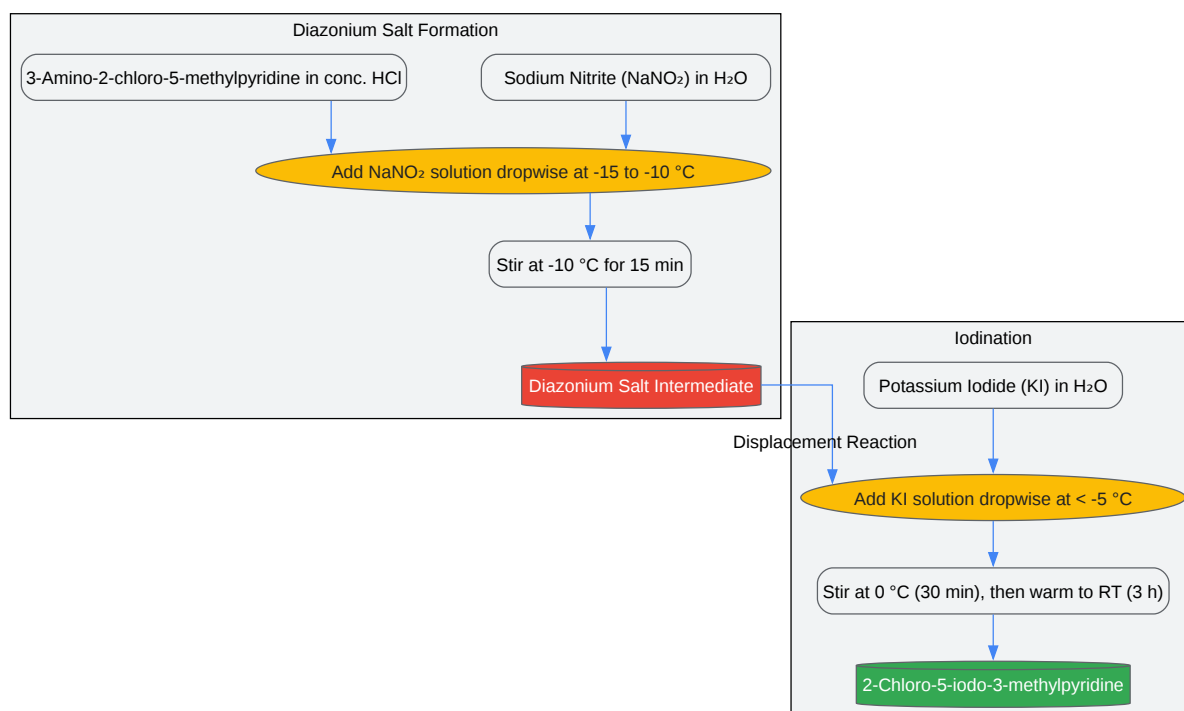 Diazonium Salt Formation
3-Amino-2-chloro-5-methylpyridine in conc. HCl
Sodium Nitrite (NaNO₂) in H₂O
Add NaNO₂ solution dropwise at -15 to -10 °C
Stir at -10 °C for 15 min
Diazonium Salt Intermediate
Displacement Reaction
Iodination
Potassium Iodide (KI) in H₂O
Add KI solution dropwise at < -5 °C
Stir at 0 °C (30 min), then warm to RT (3 h)
2-Chloro-5-iodo-3-methylpyridine